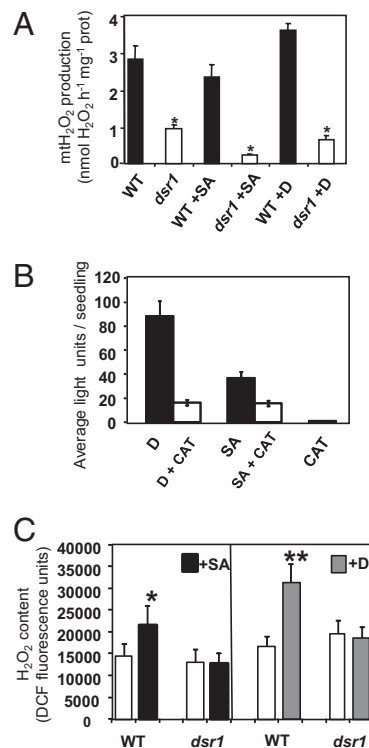 A
mtH₂O₂ production
(nmol H₂O₂ h⁻¹ mg⁻¹ prot)
4
3
2
1
0
*
*
*
WT
dsr1
WT +SA
dsr1 +SA
WT +D
dsr1 +D
B
Average light units / seedling
120
100
80
60
40
20
0
D
D + CAT
SA
SA + CAT
CAT
C
H₂O₂ content
(DCF fluorescence units)
40000
35000
30000
25000
20000
15000
10000
5000
0
+SA
+D
*
**
WT
dsr1
WT
dsr1